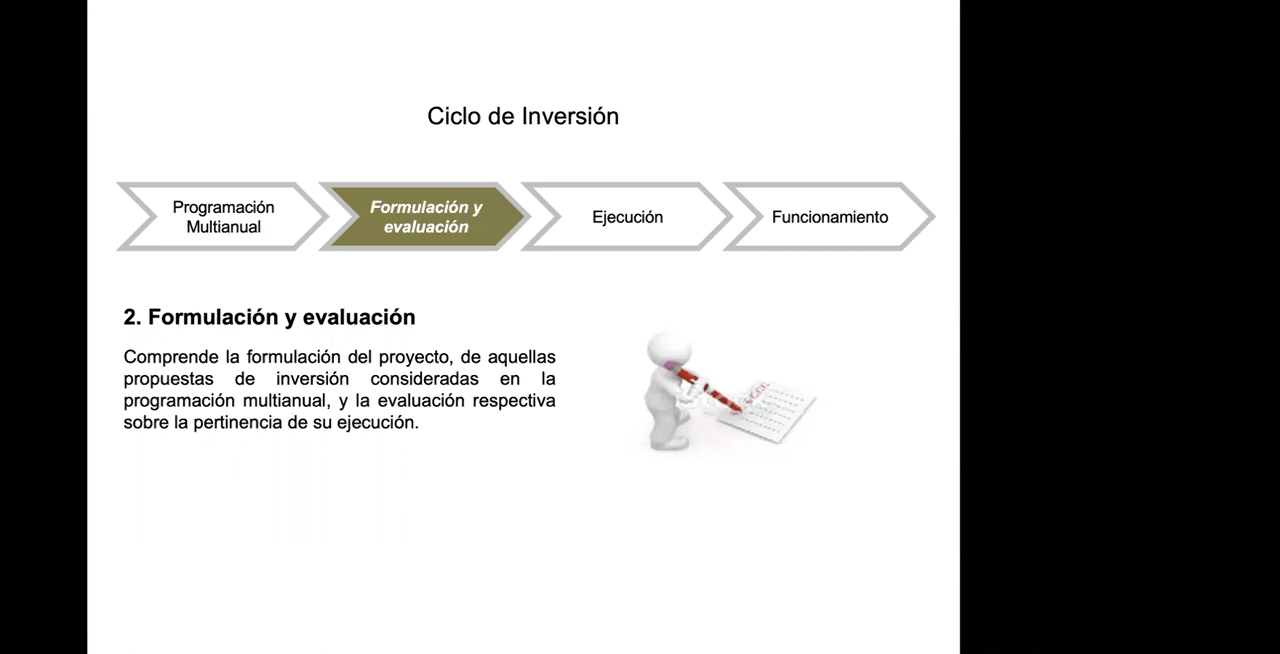 Ciclo de Inversión
Programación
Multianual
Formulación y
evaluación
Ejecución
Funcionamiento
2. Formulación y evaluación
Comprende la formulación del proyecto, de aquellas
propuestas de inversión consideradas en la
programación multianual, y la evaluación respectiva
sobre la pertinencia de su ejecución.